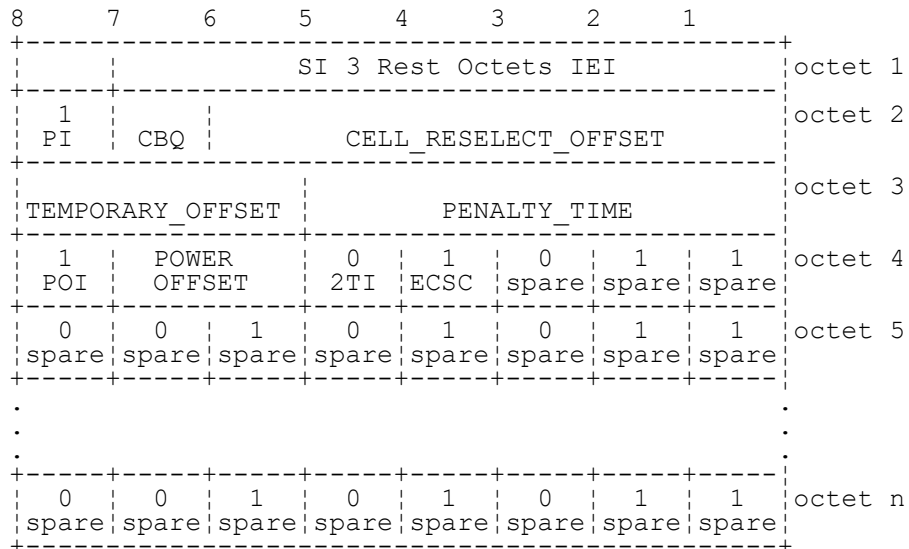 8 7 6 5 4 3 2 1
SI 3 Rest Octets IEI octet 1
1 octet 2
PI CBQ CELL_RESELECT_OFFSET
octet 3
TEMPORARY_OFFSET PENALTY_TIME
1 POWER 0 1 0 1 1 octet 4
POI OFFSET 2TI ECSC spare spare spare
0 0 1 0 1 0 1 1 octet 5
spare spare spare spare spare spare spare spare
.  .
.  .
.  .
0 0 1 0 1 0 1 1 octet n
spare spare spare spare spare spare spare spare